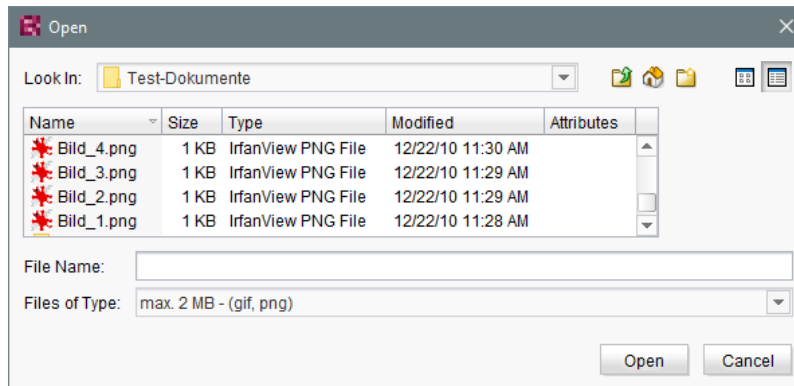 Open
Look In: Test-Dokumente
Name Size Type Modified Attributes
Bild_4.png 1 KB IrfanView PNG File 12/22/10 11:30 AM
Bild_3.png 1 KB IrfanView PNG File 12/22/10 11:29 AM
Bild_2.png 1 KB IrfanView PNG File 12/22/10 11:29 AM
Bild_1.png 1 KB IrfanView PNG File 12/22/10 11:28 AM
File Name:
Files of Type: max. 2 MB - (gif, png)
Open Cancel